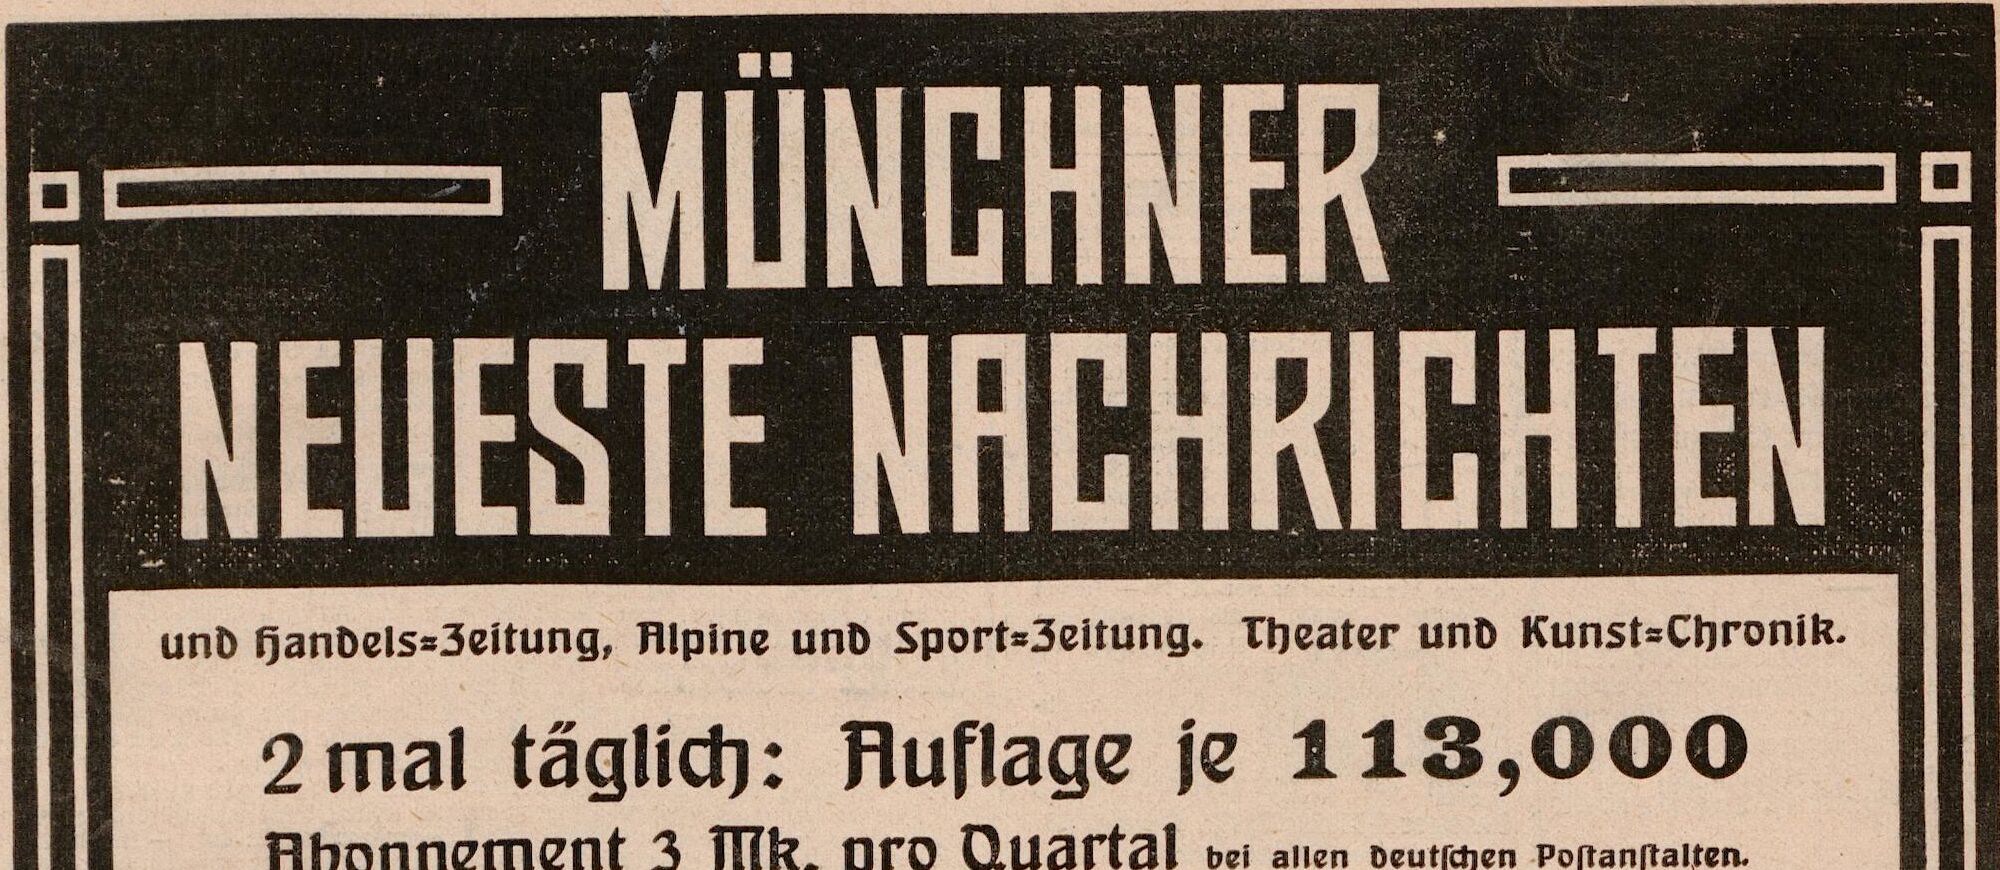 MÜNCHNER
NEUESTE NACHRICHTEN
und Handels=Zeitung, Alpine und Sport=Zeitung. Theater und Kunst=Chronik.
2 mal täglich: Auflage je 113,000
Abonnement 3 Mk. pro Quartal bei allen deutſchen Poſtanſtalten.